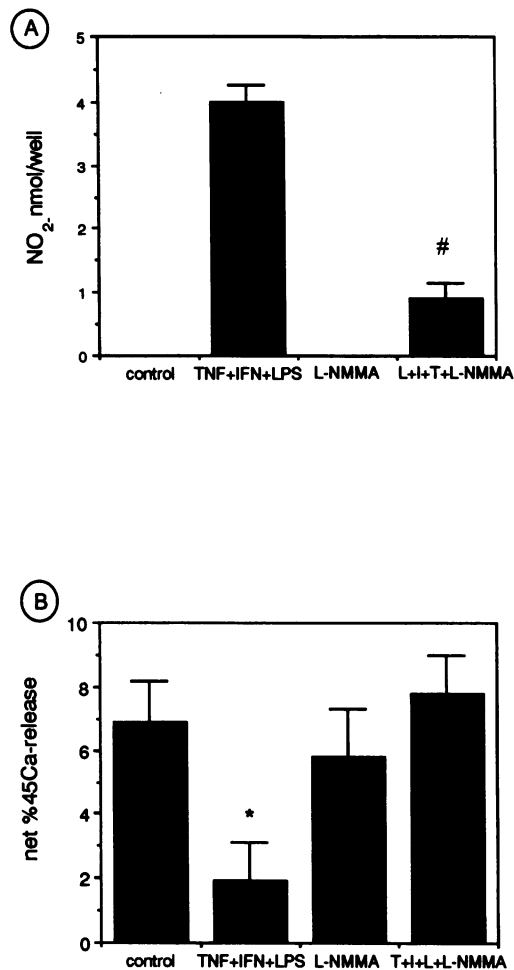 A
5
4
3
2
1
0
NO2- nmol/well
#
control TNF+IFN+LPS L-NMMA L+I+T+L-NMMA
B
10
8
6
4
2
0
net %45Ca-release
*
control TNF+IFN+LPS L-NMMA T+I+L+L-NMMA